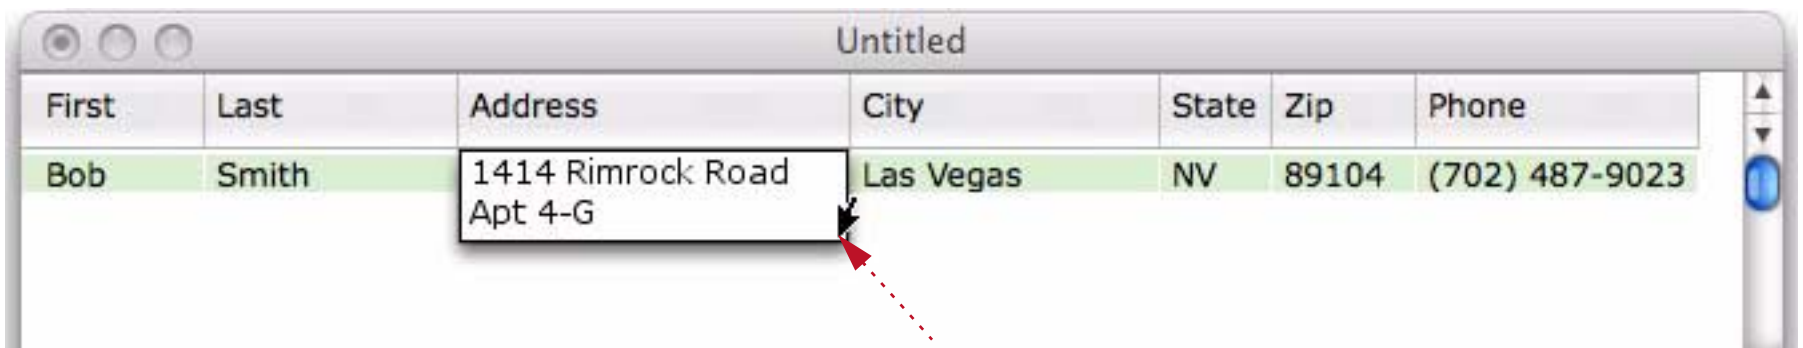 Untitled
First Last Address City State Zip Phone
Bob Smith 1414 Rimrock Road Las Vegas NV 89104 (702) 487-9023
Apt 4-G